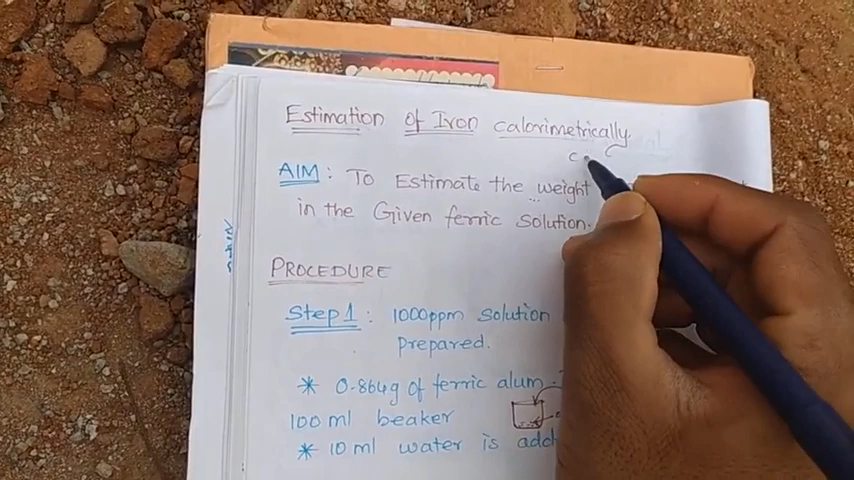 Estimation of Iron calorimetrically.
AIM: To Estimate the weight
in the Given ferric Solution.
PROCEDURE
Step 1: 1000ppm Solution
Prepared.
* 0.864g of ferric alum
100 ml beaker
* 10 ml water is add